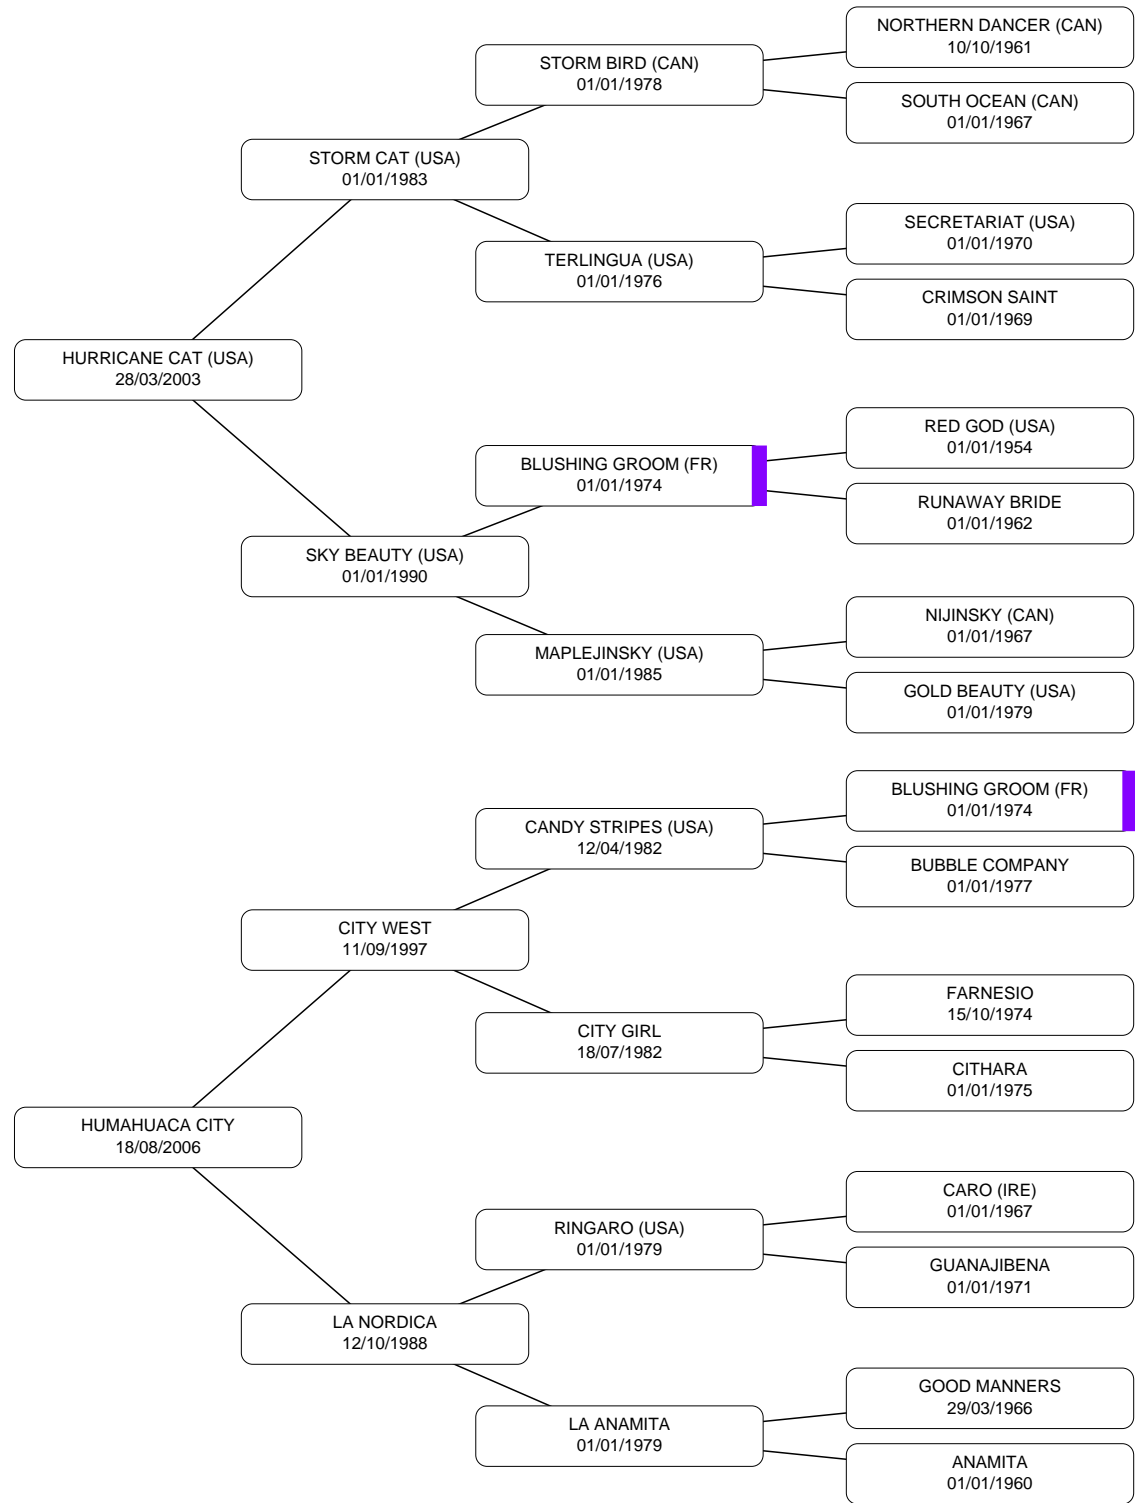 NORTHERN DANCER (CAN)
10/10/1961
STORM BIRD (CAN)
01/01/1978
SOUTH OCEAN (CAN)
01/01/1967
STORM CAT (USA)
01/01/1983
SECRETARIAT (USA)
01/01/1970
TERLINGUA (USA)
01/01/1976
CRIMSON SAINT
01/01/1969
HURRICANE CAT (USA)
28/03/2003
RED GOD (USA)
01/01/1954
BLUSHING GROOM (FR)
01/01/1974
RUNAWAY BRIDE
01/01/1962
SKY BEAUTY (USA)
01/01/1990
NIJINSKY (CAN)
01/01/1967
MAPLEJINSKY (USA)
01/01/1985
GOLD BEAUTY (USA)
01/01/1979
BLUSHING GROOM (FR)
01/01/1974
CANDY STRIPES (USA)
12/04/1982
BUBBLE COMPANY
01/01/1977
CITY WEST
11/09/1997
FARNESIO
15/10/1974
CITY GIRL
18/07/1982
CITHARA
01/01/1975
HUMAHUACA CITY
18/08/2006
CARO (IRE)
01/01/1967
RINGARO (USA)
01/01/1979
GUANAJIBENA
01/01/1971
LA NORDICA
12/10/1988
GOOD MANNERS
29/03/1966
LA ANAMITA
01/01/1979
ANAMITA
01/01/1960